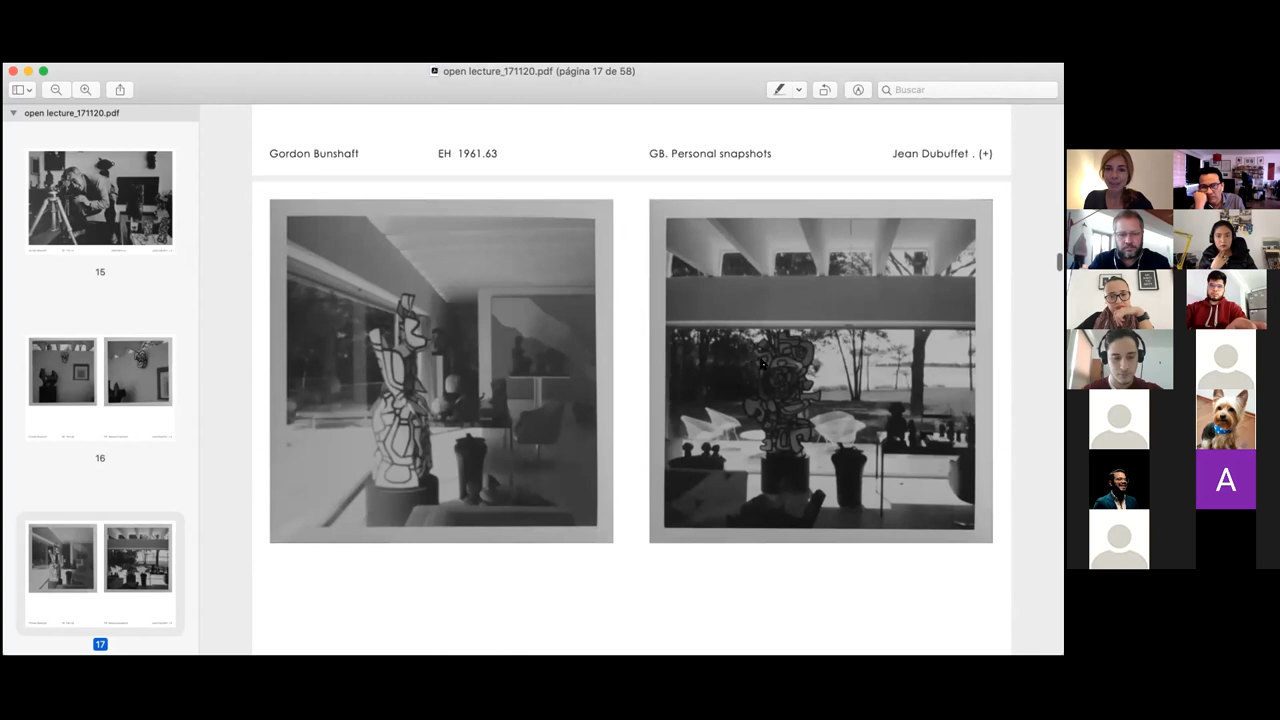 open lecture_171120.pdf (página 17 de 58)
Buscar
open lecture_171120.pdf
15
16
17
Gordon Bunshaft EH 1961.63 GB. Personal snapshots Jean Dubuffet . (+)
A